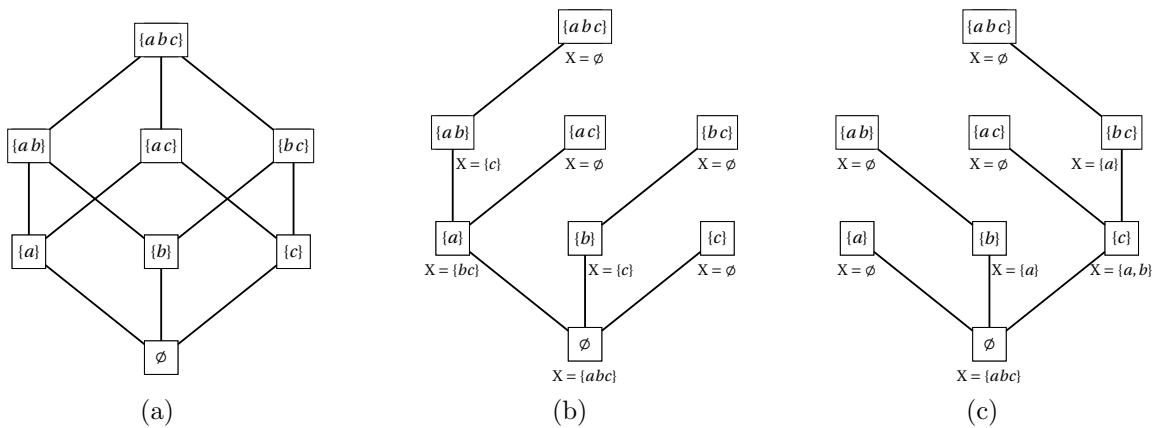 {a b c}
{a b}
{a c}
{b c}
{a}
{b}
{c}
∅
(a)
{a b c}
X = ∅
{a b}
{a c}
{b c}
X = {c}
X = ∅
X = ∅
{a}
{b}
{c}
X = {bc}
X = {c}
X = ∅
∅
X = {abc}
(b)
{a b c}
X = ∅
{a b}
{a c}
{b c}
X = ∅
X = ∅
X = {a}
{a}
{b}
{c}
X = ∅
X = {a}
X = {a, b}
∅
X = {abc}
(c)